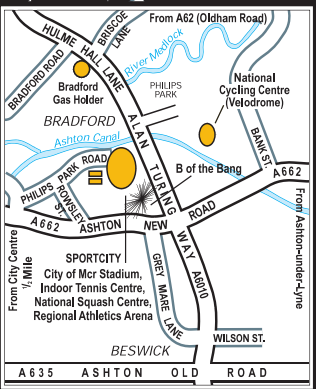 From A62 (Oldham Road)
HULME HALL LANE
BRISCOE LANE
BRADFORD ROAD
River Medlock
Bradford
Gas Holder
PHILIPS
PARK
National
Cycling Centre
(Velodrome)
BRADFORD
Ashton Canal
ALAN TURING WAY A6010
BANK ST.
PHILIPS PARK ROAD
B of the Bang
A662
ROWSLEY ST.
A662 ASHTON NEW ROAD
From City Centre
½ Mile
From Ashton-under-Lyne
SPORTCITY
City of Mcr Stadium,
Indoor Tennis Centre,
National Squash Centre,
Regional Athletics Arena
GREY MARE LANE
WILSON ST.
BESWICK
A635 ASHTON OLD ROAD